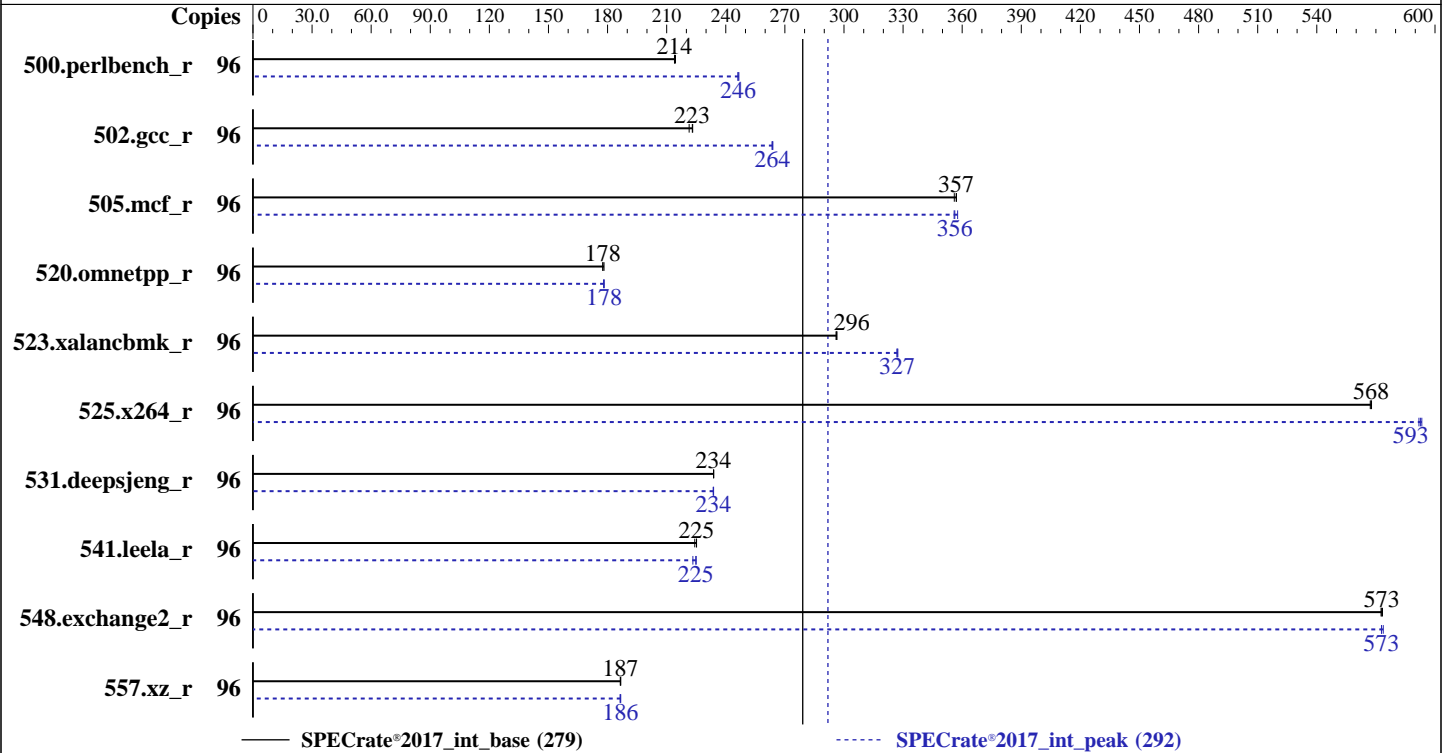 Copies 0 30.0 60.0 90.0 120 150 180 210 240 270 300 330 360 390 420 450 480 510 540 600
214
500.perlbench_r 96
246
223
502.gcc_r 96
264
357
505.mcf_r 96
356
178
520.omnetpp_r 96
178
296
523.xalancbmk_r 96
327
568
525.x264_r 96
593
234
531.deepsjeng_r 96
234
225
541.leela_r 96
225
573
548.exchange2_r 96
573
187
557.xz_r 96
186
SPECrate®2017_int_base (279) SPECrate®2017_int_peak (292)